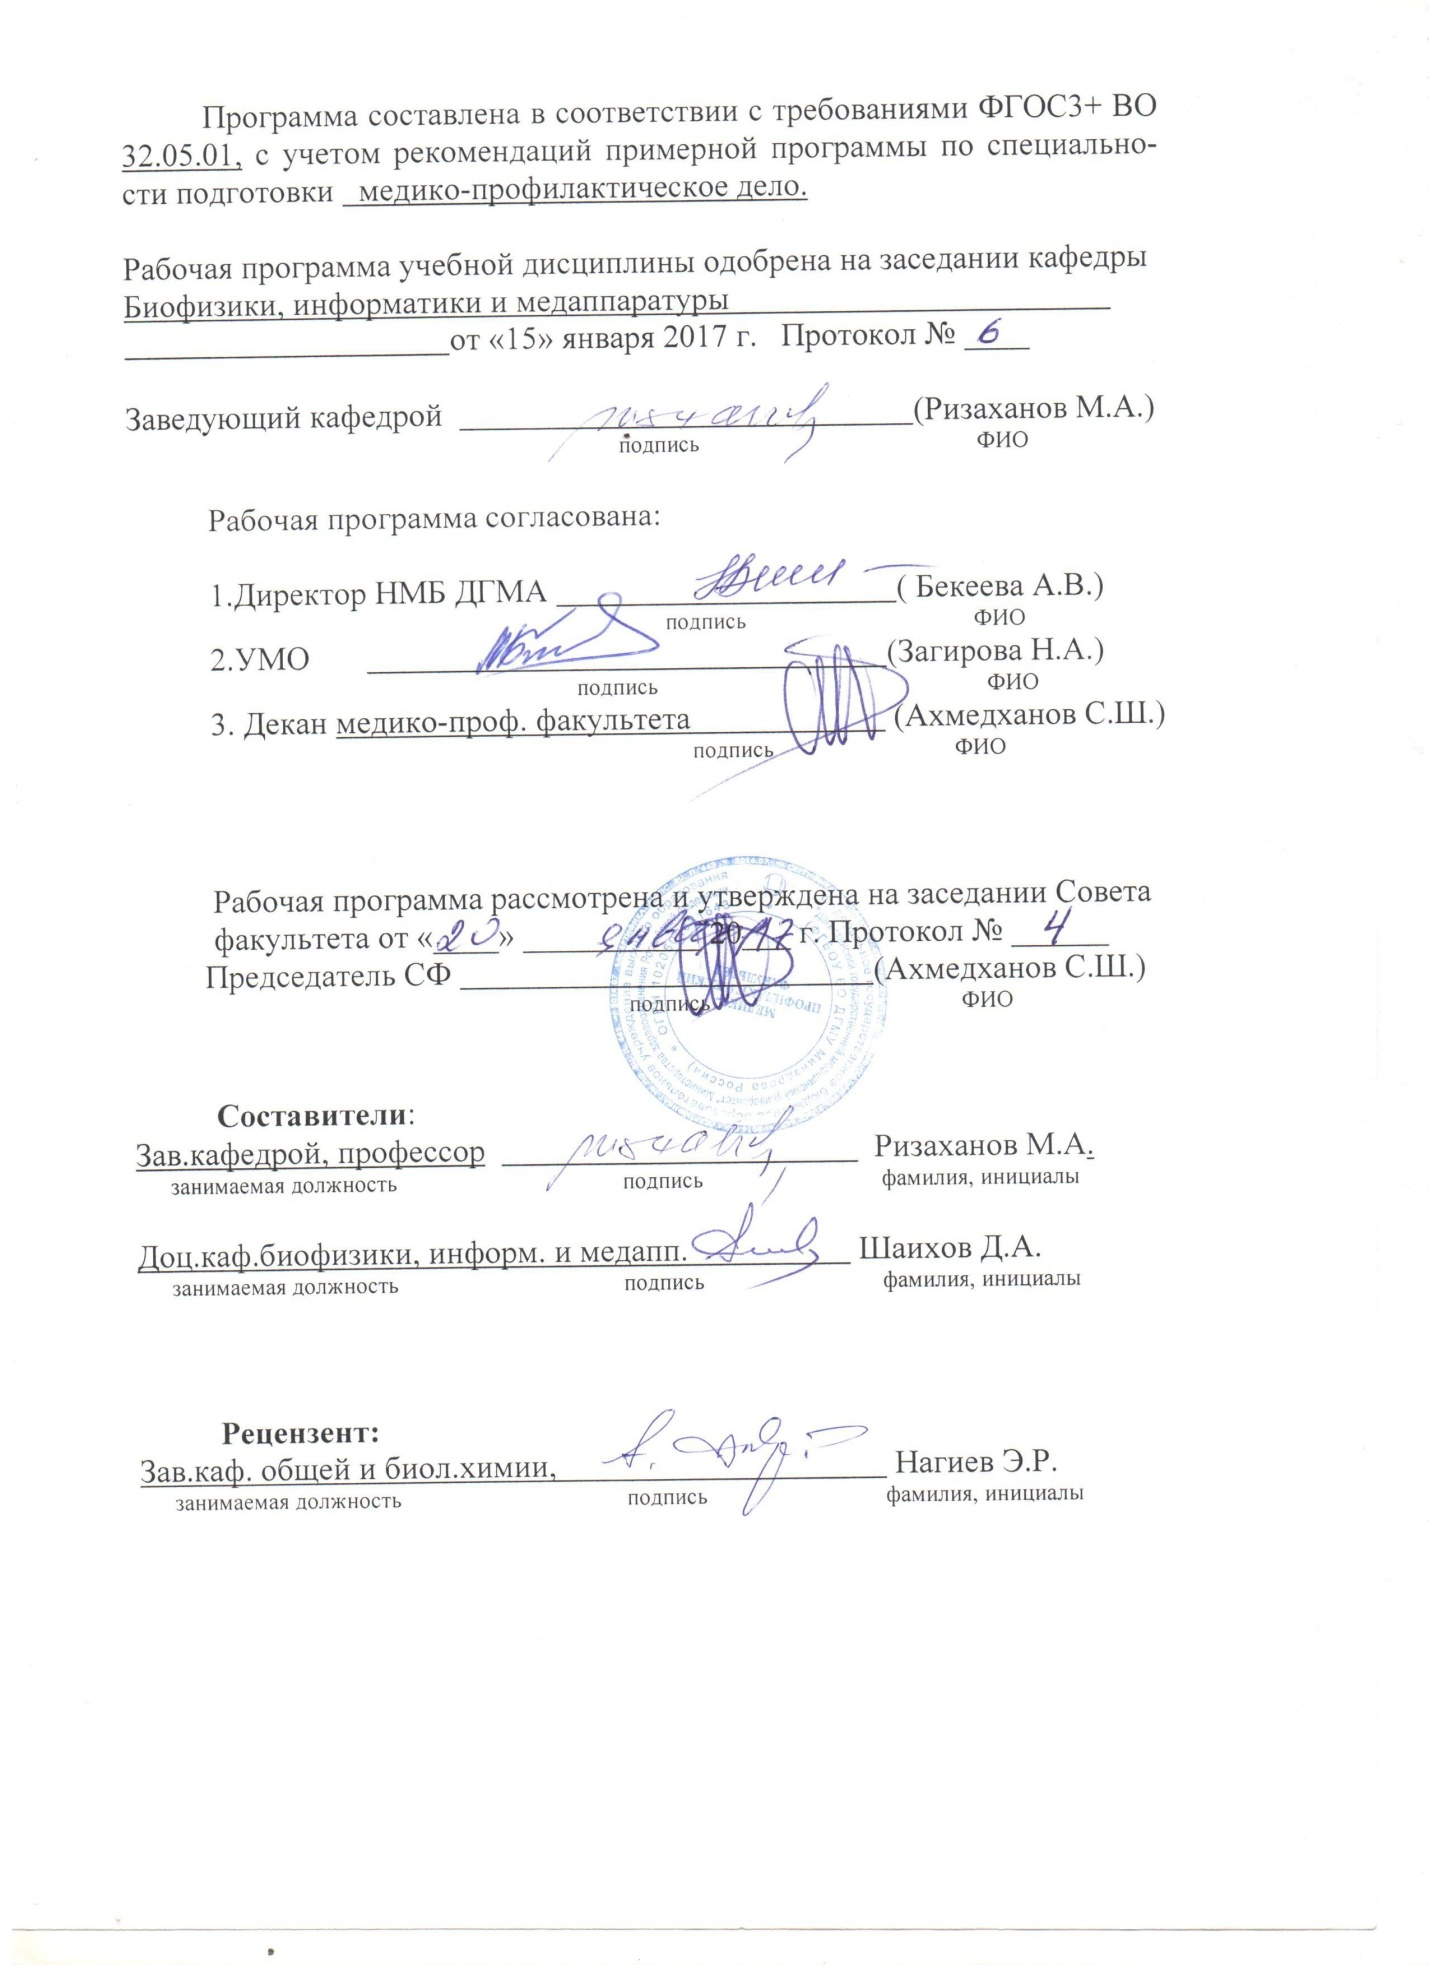 Программа составлена в соответствии с требованиями ФГОС3+ ВО
32.05.01, с учетом рекомендаций примерной программы по специально-
сти подготовки медико-профилактическое дело.
Рабочая программа учебной дисциплины одобрена на заседании кафедры
Биофизики, информатики и медаппаратуры
от «15» января 2017 г. Протокол № 6
Заведующий кафедрой (Ризаханов М.А.)
подпись ФИО
Рабочая программа согласована:
1.Директор НМБ ДГМА ( Бекеева А.В.)
подпись ФИО
2.УМО (Загирова Н.А.)
подпись ФИО
3. Декан медико-проф. факультета (Ахмедханов С.Ш.)
подпись ФИО
Рабочая программа рассмотрена и утверждена на заседании Совета
факультета от «20» января 2017 г. Протокол № 4
Председатель СФ (Ахмедханов С.Ш.)
подпись ФИО
Составители:
Зав.кафедрой, профессор Ризаханов М.А.
занимаемая должность подпись фамилия, инициалы
Доц.каф.биофизики, информ. и медапп. Шаихов Д.А.
занимаемая должность подпись фамилия, инициалы
Рецензент:
Зав.каф. общей и биол.химии, Нагиев Э.Р.
занимаемая должность подпись фамилия, инициалы